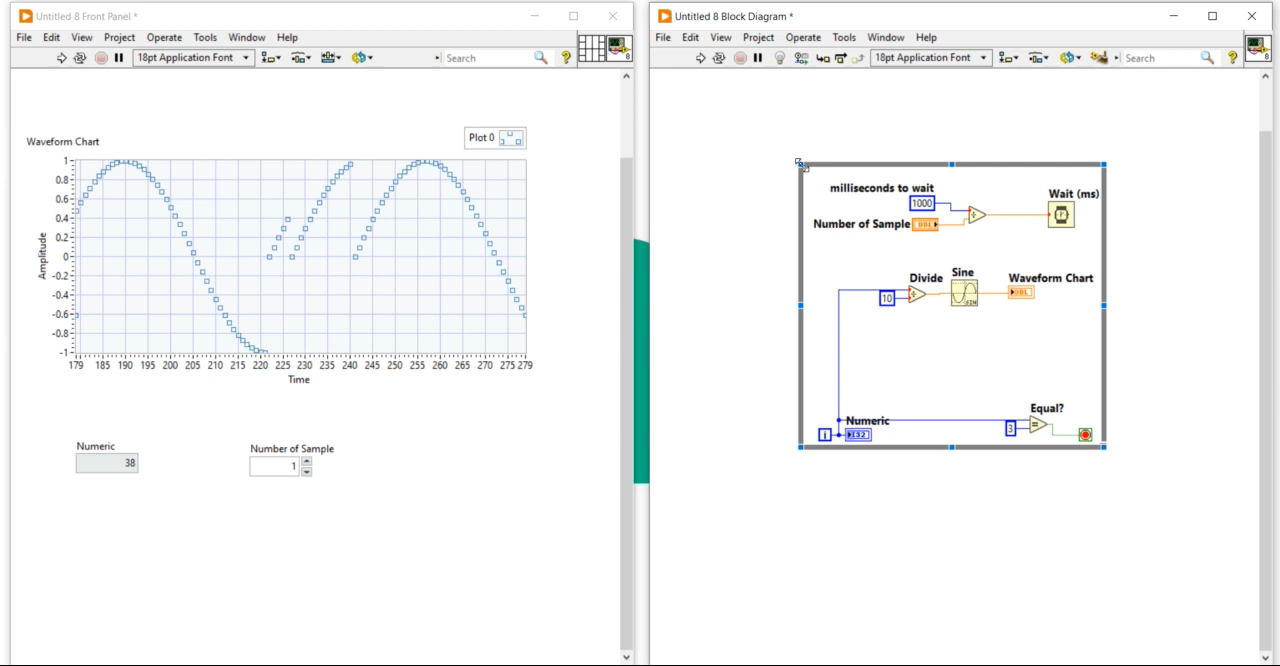 Untitled 8 Front Panel *
File Edit View Project Operate Tools Window Help
18pt Application Font
Search
?
8
Plot 0
Waveform Chart
Amplitude
1
0.8
0.6
0.4
0.2
0
-0.2
-0.4
-0.6
-0.8
-1
179 185 190 195 200 205 210 215 220 225 230 235 240 245 250 255 260 265 270 275 279
Time
Numeric
38
Number of Sample
1
Untitled 8 Block Diagram *
File Edit View Project Operate Tools Window Help
18pt Application Font
Search
?
8
milliseconds to wait
1000
Wait (ms)
Number of Sample
DBL
÷
Divide
Sine
Waveform Chart
10
÷
SIN
DBL
Equal?
Numeric
3
=
i
I32